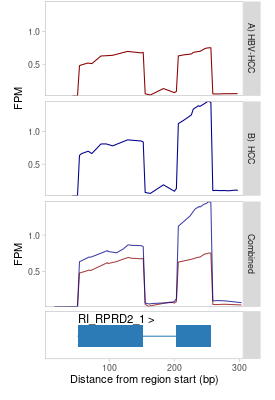 1.0
0.5
FPM
A) HBV-HCC
1.0
0.5
B) HCC
1.0
0.5
FPM
Combined
RI_RPRD2_1 >
100 200 300
Distance from region start (bp)